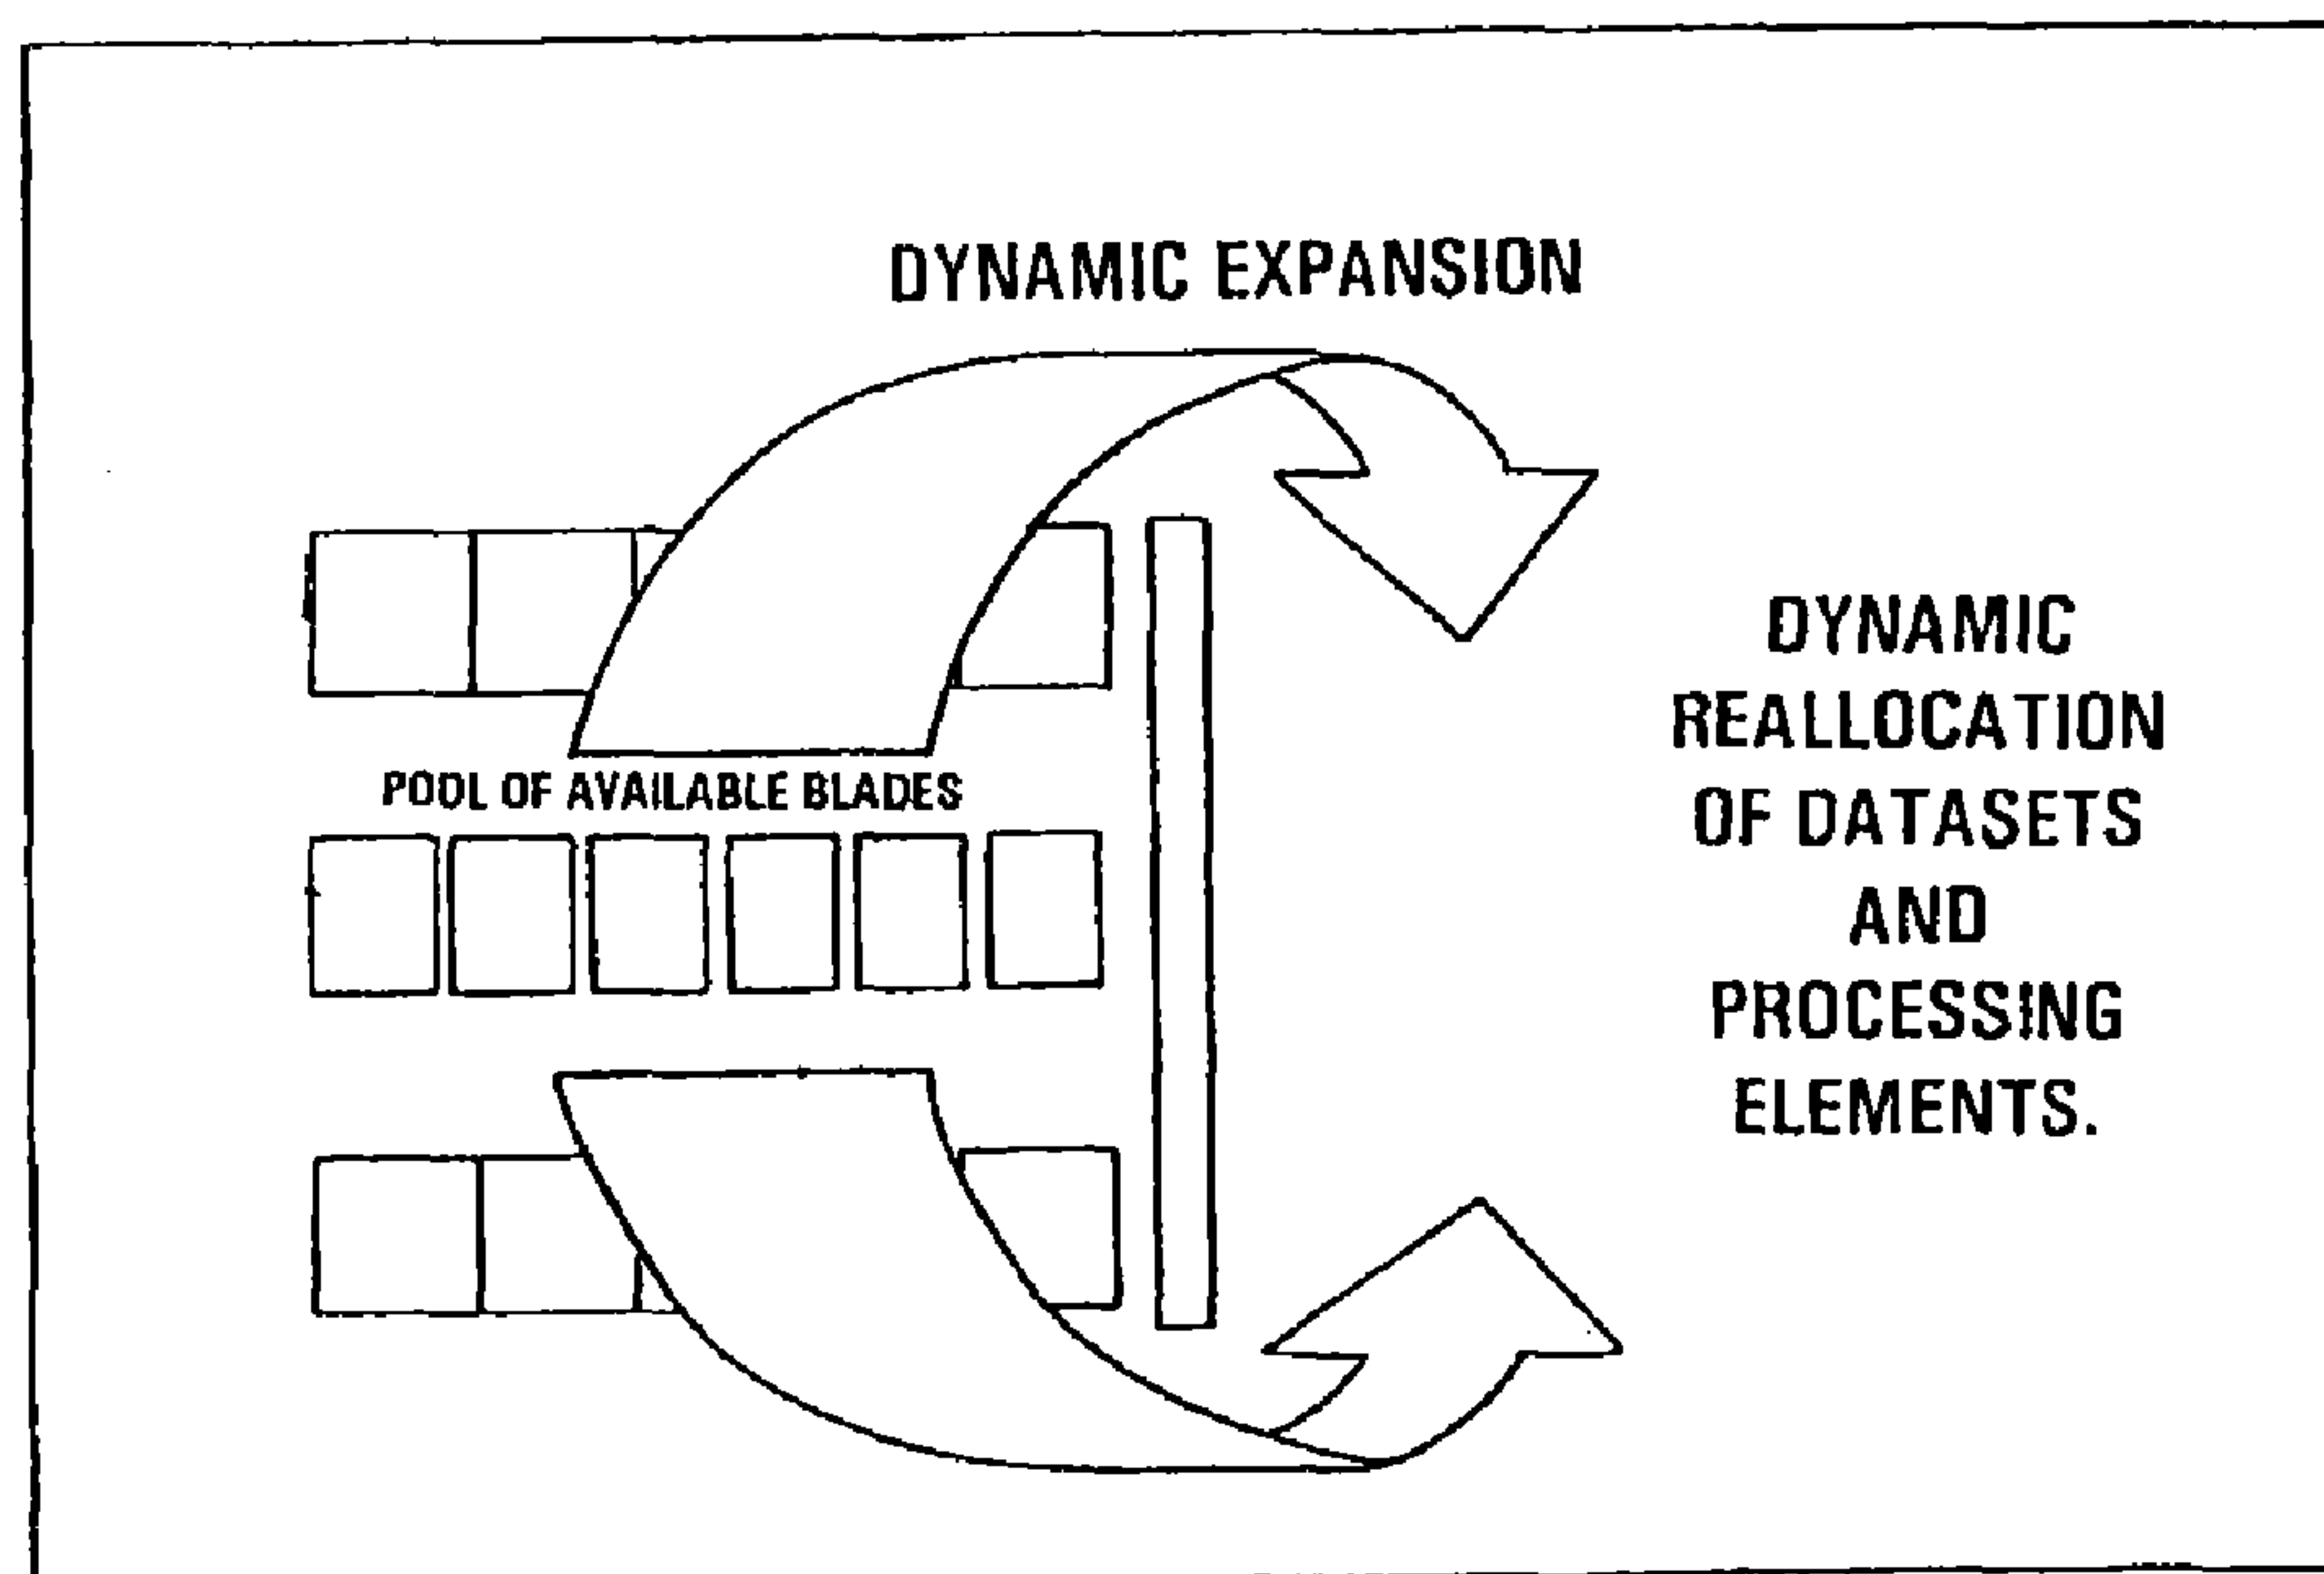 DYNAMIC EXPANSION
POOL OF AVAILABLE BLADES
DYNAMIC
REALLOCATION
OF DATASETS
AND
PROCESSING
ELEMENTS.